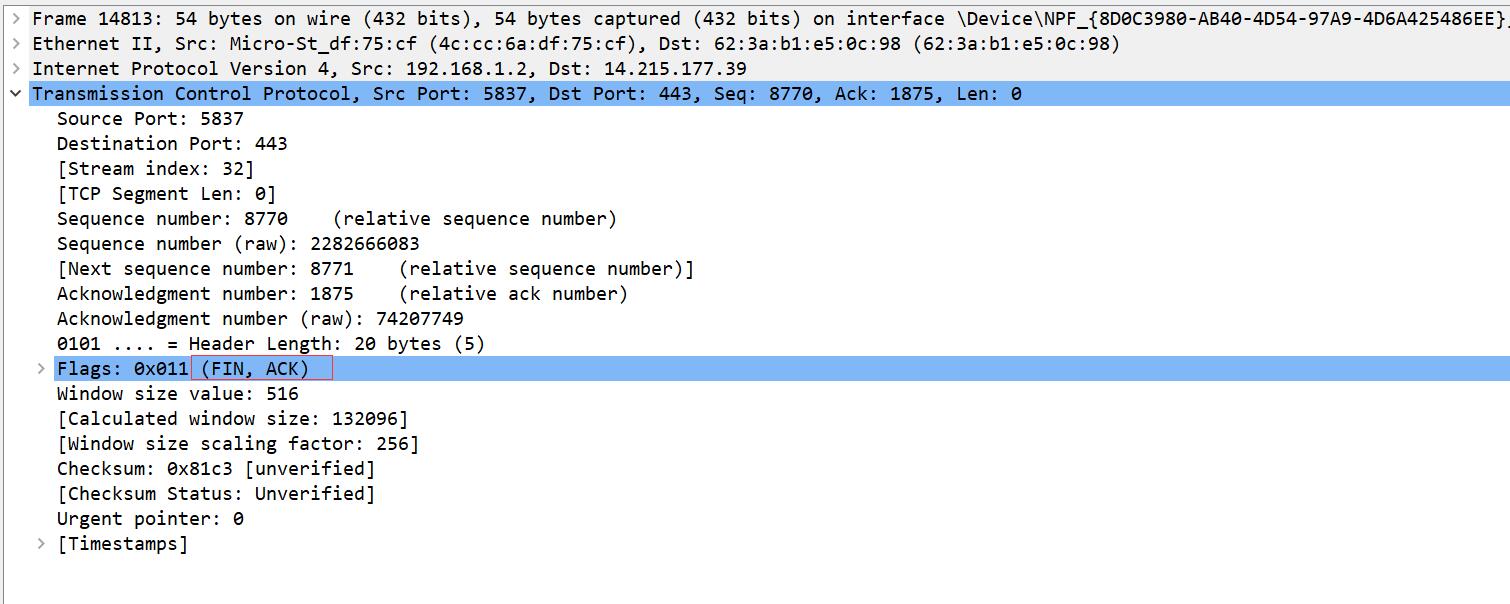 Frame 14813: 54 bytes on wire (432 bits), 54 bytes captured (432 bits) on interface \Device\NPF_{8D0C3980-AB40-4D54-97A9-4D6A425486EE},
Ethernet II, Src: Micro-St_df:75:cf (4c:cc:6a:df:75:cf), Dst: 62:3a:b1:e5:0c:98 (62:3a:b1:e5:0c:98)
Internet Protocol Version 4, Src: 192.168.1.2, Dst: 14.215.177.39
Transmission Control Protocol, Src Port: 5837, Dst Port: 443, Seq: 8770, Ack: 1875, Len: 0
Source Port: 5837
Destination Port: 443
[Stream index: 32]
[TCP Segment Len: 0]
Sequence number: 8770    (relative sequence number)
Sequence number (raw): 2282666083
[Next sequence number: 8771    (relative sequence number)]
Acknowledgment number: 1875    (relative ack number)
Acknowledgment number (raw): 74207749
0101 .... = Header Length: 20 bytes (5)
Flags: 0x011 (FIN, ACK)
Window size value: 516
[Calculated window size: 132096]
[Window size scaling factor: 256]
Checksum: 0x81c3 [unverified]
[Checksum Status: Unverified]
Urgent pointer: 0
[Timestamps]